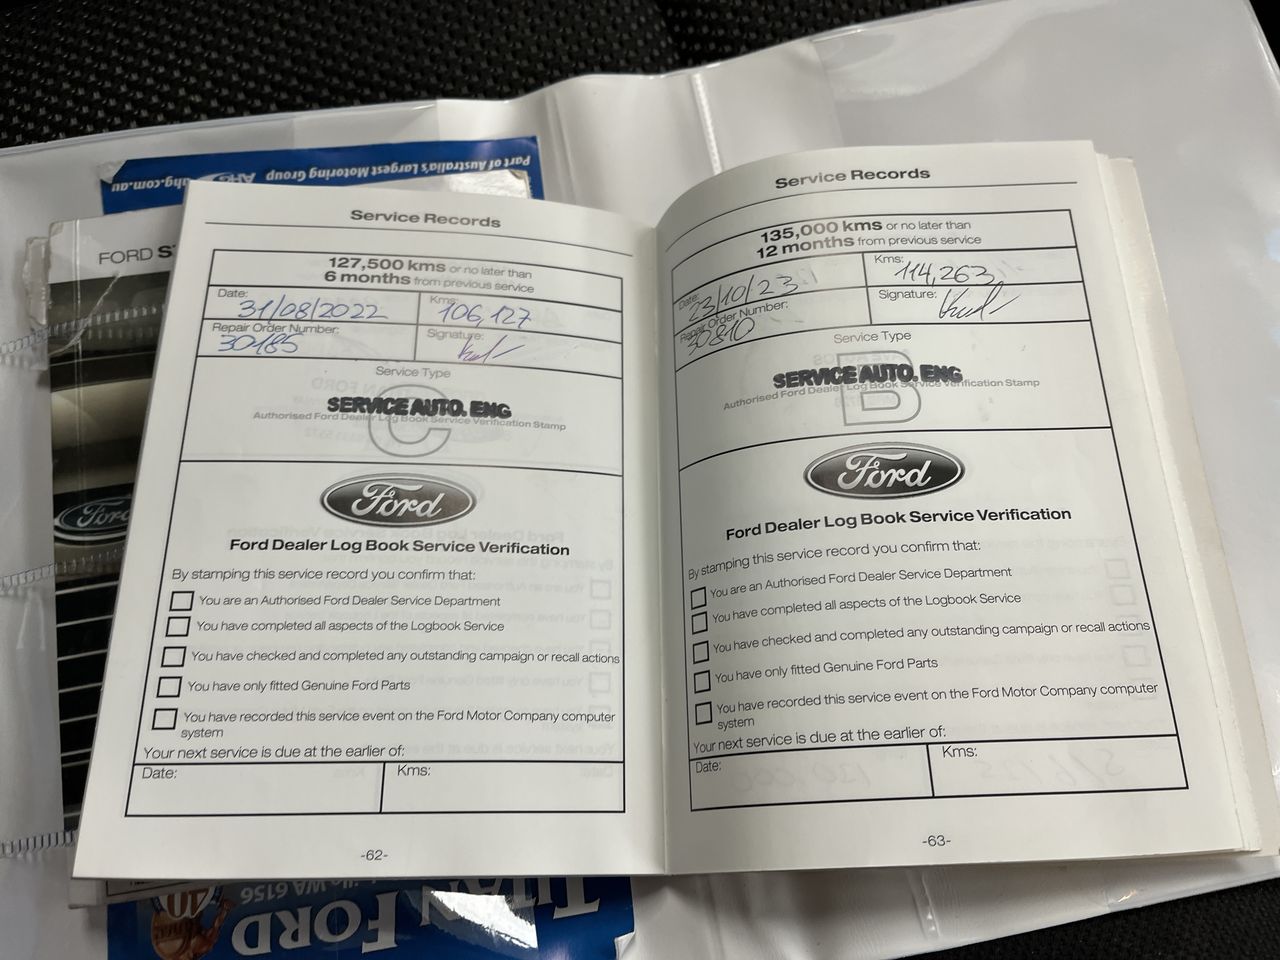 Part of Australia's Largest Motoring Group
AHG
ahg.com.au
FORD
Ford
Service Records
127,500 kms or no later than
6 months from previous service
Date: 31/08/2022
Kms: 106,127
Repair Order Number: 30185
Signature:
Service Type
C
SERVICE AUTO. ENG
Authorised Ford Dealer Log Book Service Verification Stamp
Ford
Ford Dealer Log Book Service Verification
By stamping this service record you confirm that:
You are an Authorised Ford Dealer Service Department
You have completed all aspects of the Logbook Service
You have checked and completed any outstanding campaign or recall actions
You have only fitted Genuine Ford Parts
You have recorded this service event on the Ford Motor Company computer
system
Your next service is due at the earlier of:
Date:
Kms:
-62-
Service Records
135,000 kms or no later than
12 months from previous service
Date: 23/10/23
Kms: 114,263
Repair Order Number: 30810
Signature:
Service Type
B
SERVICE AUTO. ENG
Authorised Ford Dealer Log Book Service Verification Stamp
Ford
Ford Dealer Log Book Service Verification
By stamping this service record you confirm that:
You are an Authorised Ford Dealer Service Department
You have completed all aspects of the Logbook Service
You have checked and completed any outstanding campaign or recall actions
You have only fitted Genuine Ford Parts
You have recorded this service event on the Ford Motor Company computer
system
Your next service is due at the earlier of:
Date:
Kms:
-63-
WA 6156
40
TITAN FORD